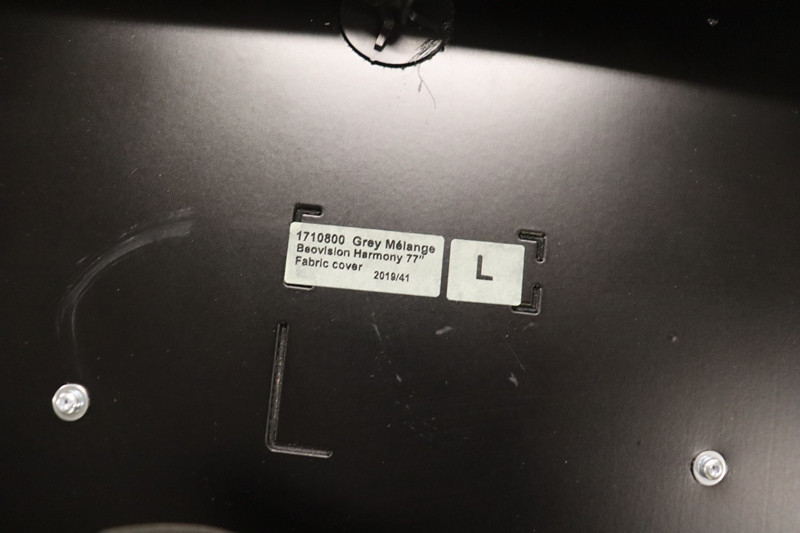 1710800 Grey Mélange
Beovision Harmony 77"
Fabric cover
2019/41
L
L